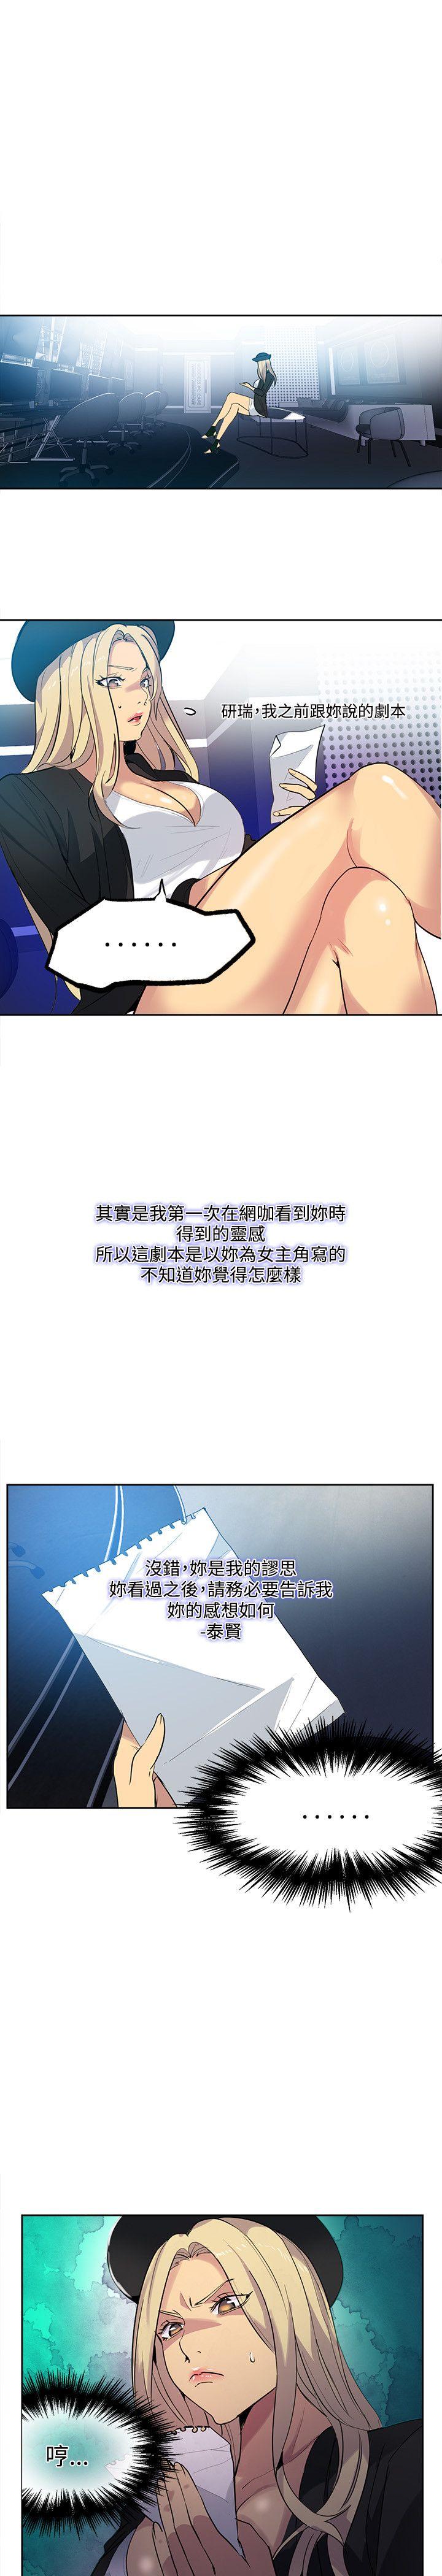 研瑞，我之前跟妳說的劇本
......
其實是我第一次在網咖看到妳時
得到的靈感
所以這劇本是以妳為女主角寫的
不知道妳覺得怎麼樣
沒錯，妳是我的謬思
妳看過之後，請務必要告訴我
妳的感想如何
-泰賢
......
哼...